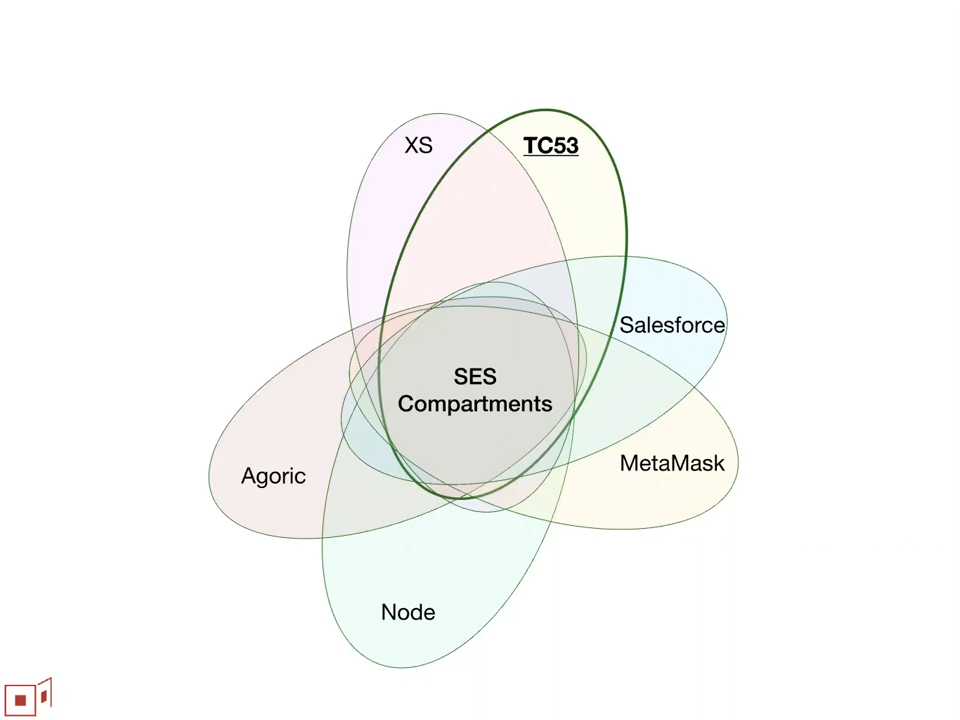 XS
TC53
Salesforce
SES
Compartments
MetaMask
Agoric
Node